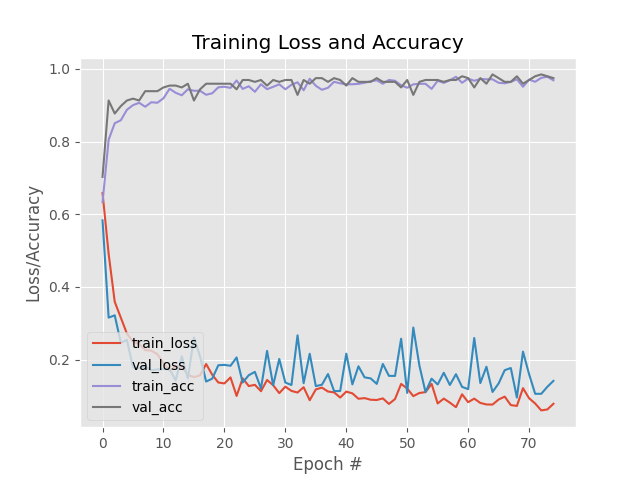 Training Loss and Accuracy
1.0
0.8
0.6
0.4
0.2
Loss/Accuracy
train_loss
val_loss
train_acc
val_acc
0 10 20 30 40 50 60 70
Epoch #